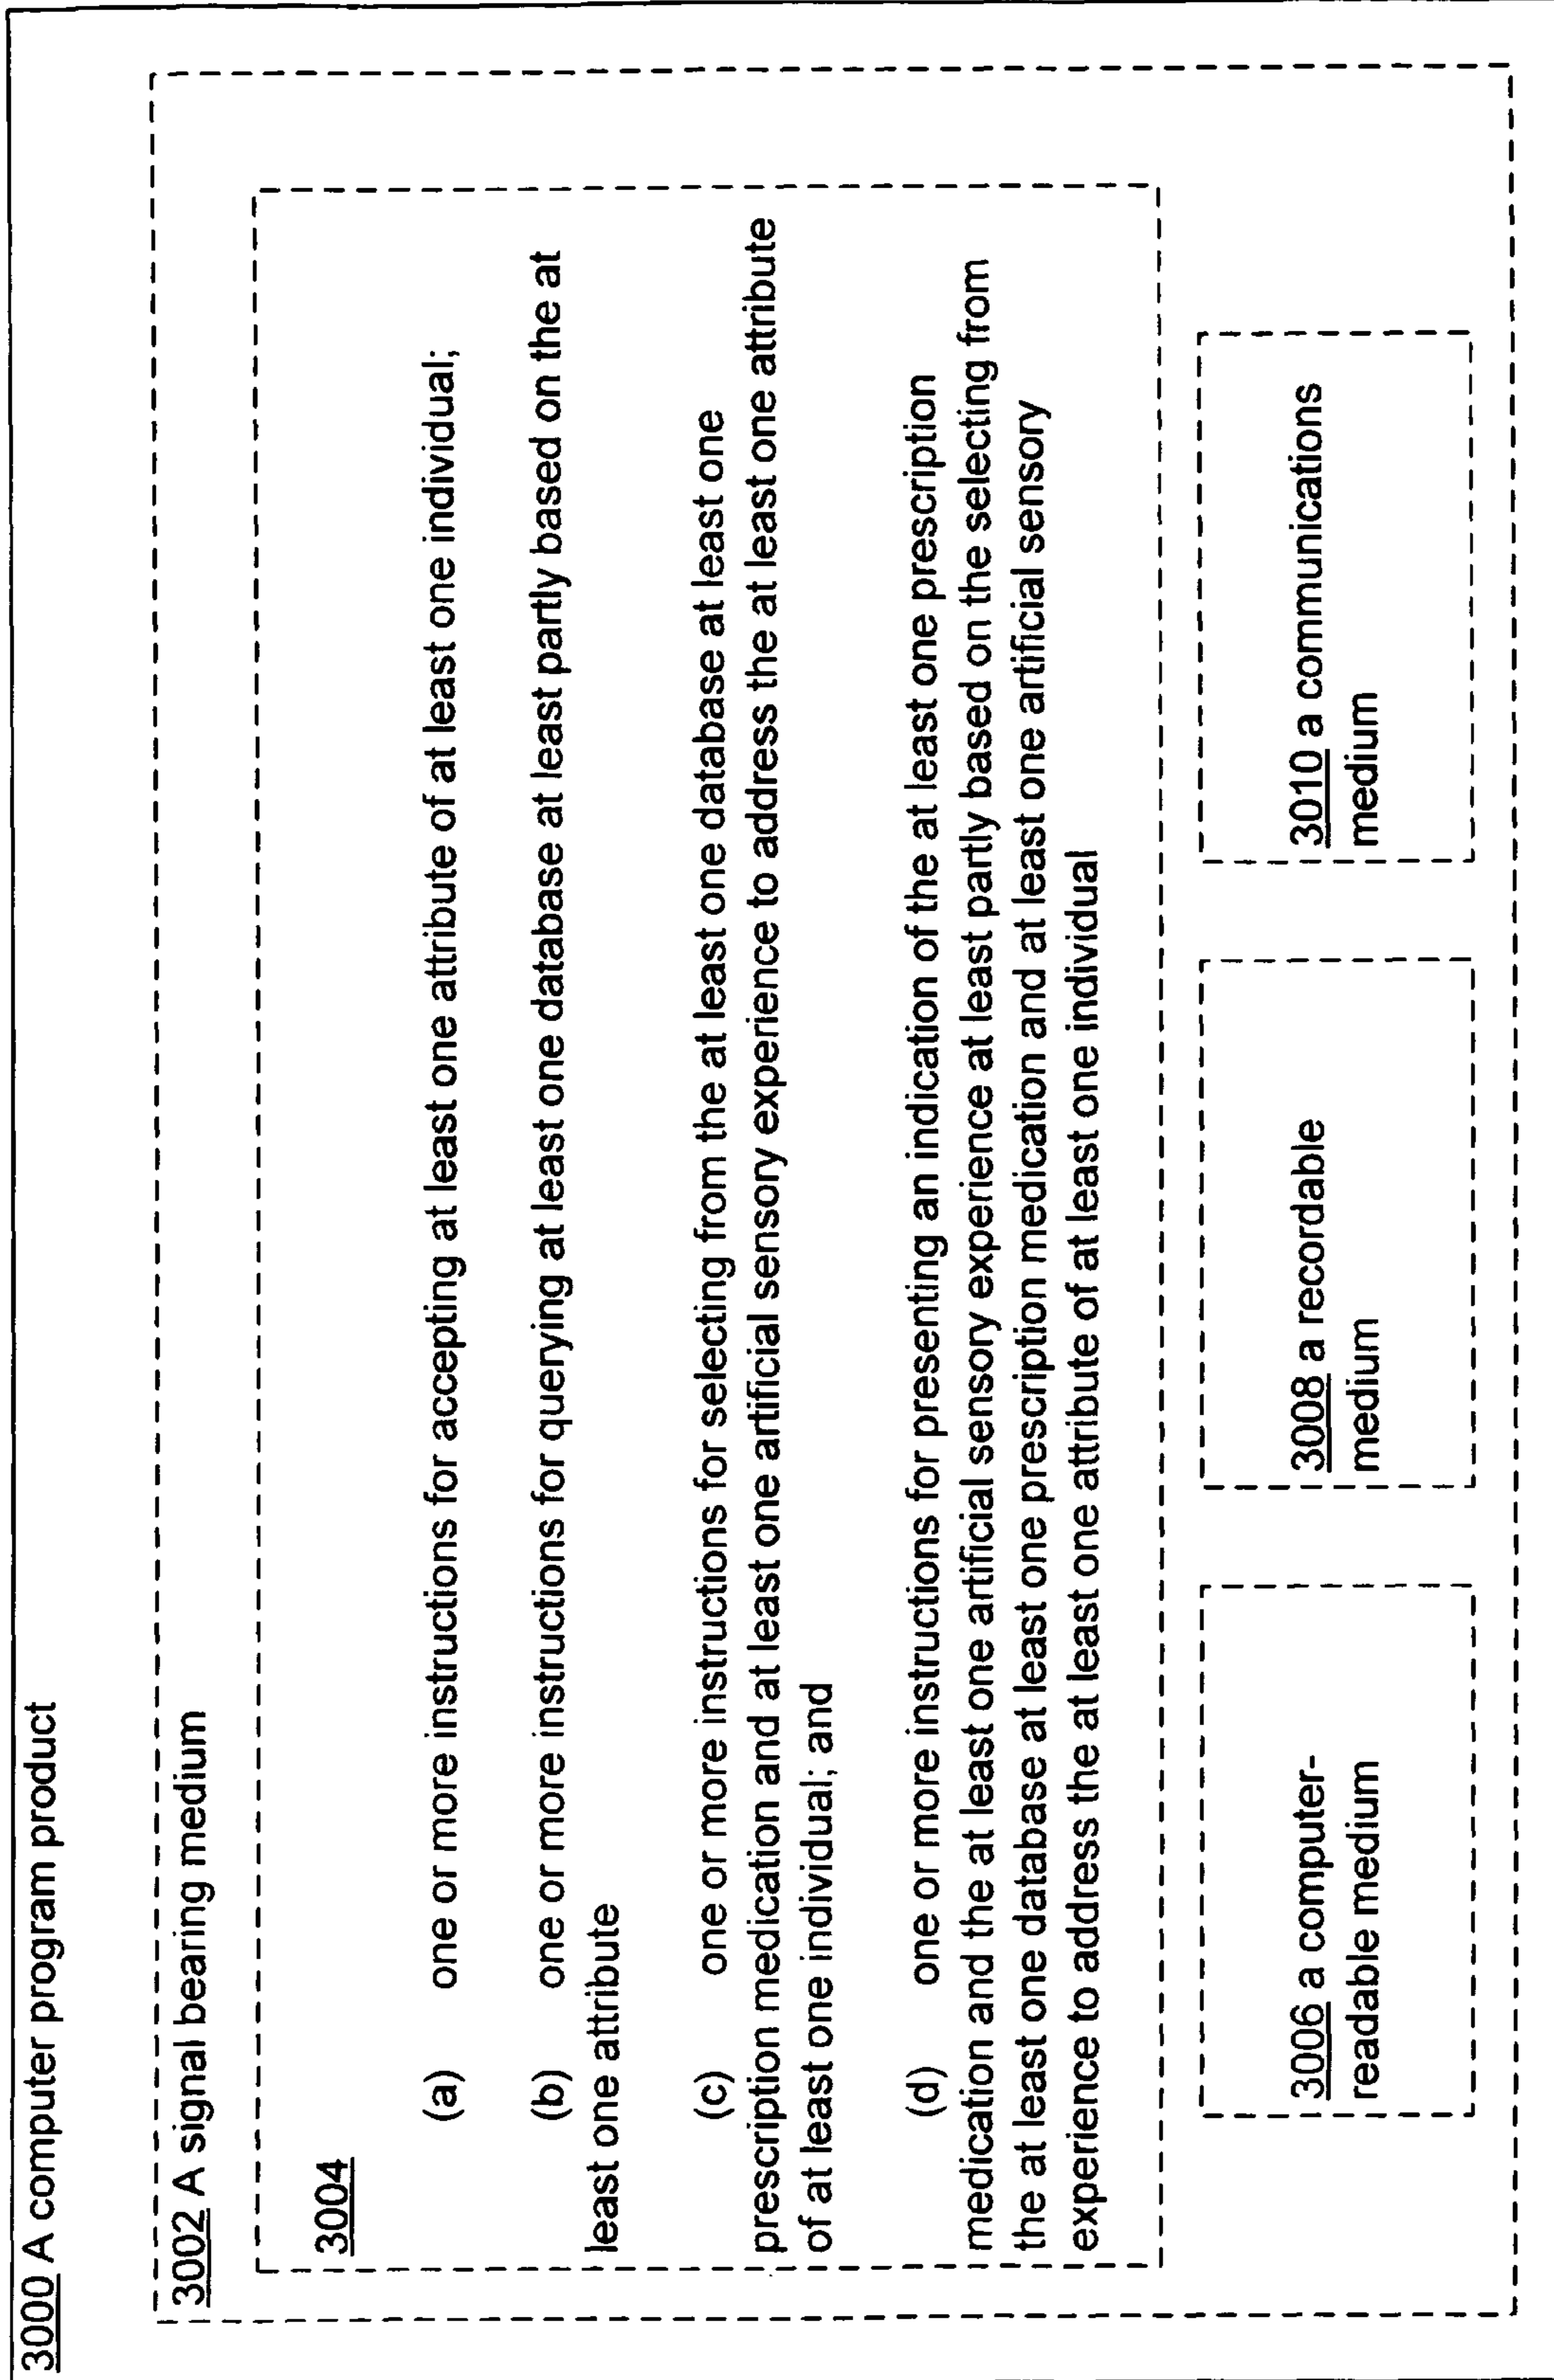 3000 A computer program product
3002 A signal bearing medium
3004
(a) one or more instructions for accepting at least one attribute of at least one individual;
(b) one or more instructions for querying at least one database at least partly based on the at
least one attribute
(c) one or more instructions for selecting from the at least one database at least one
prescription medication and at least one artificial sensory experience to address the at least one attribute
of at least one individual; and
(d) one or more instructions for presenting an indication of the at least one prescription
medication and the at least one artificial sensory experience at least partly based on the selecting from
the at least one database at least one prescription medication and at least one artificial sensory
experience to address the at least one attribute of at least one individual
3006 a computer-
readable medium
3008 a recordable
medium
3010 a communications
medium